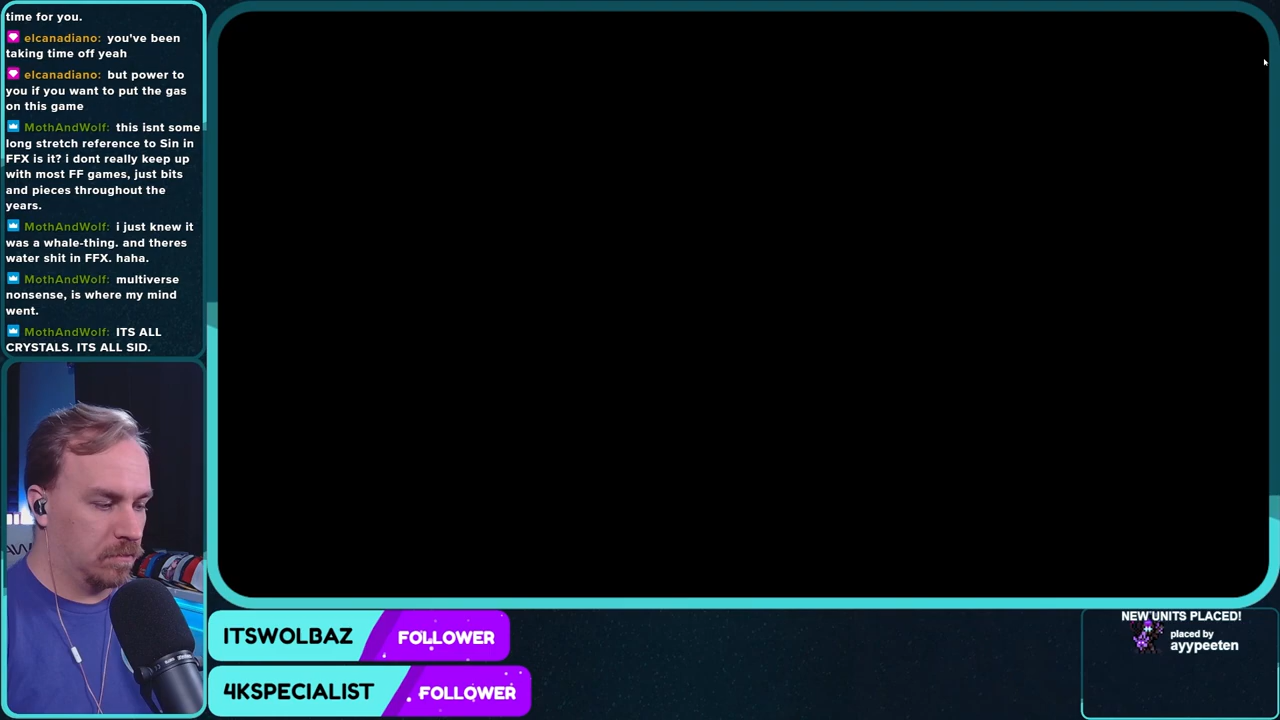 time for you.
elcanadiano: you've been
taking time off yeah
elcanadiano: but power to
you if you want to put the gas
on this game
MothAndWolf: this isnt some
long stretch reference to Sin in
FFX is it? i dont really keep up
with most FF games, just bits
and pieces throughout the
years.
MothAndWolf: i just knew it
was a whale-thing. and theres
water shit in FFX. haha.
MothAndWolf: multiverse
nonsense, is where my mind
went.
MothAndWolf: ITS ALL
CRYSTALS. ITS ALL SID.
ITSWOLBAZ FOLLOWER
4KSPECIALIST FOLLOWER
NEW UNITS PLACED!
placed by
ayypeeten